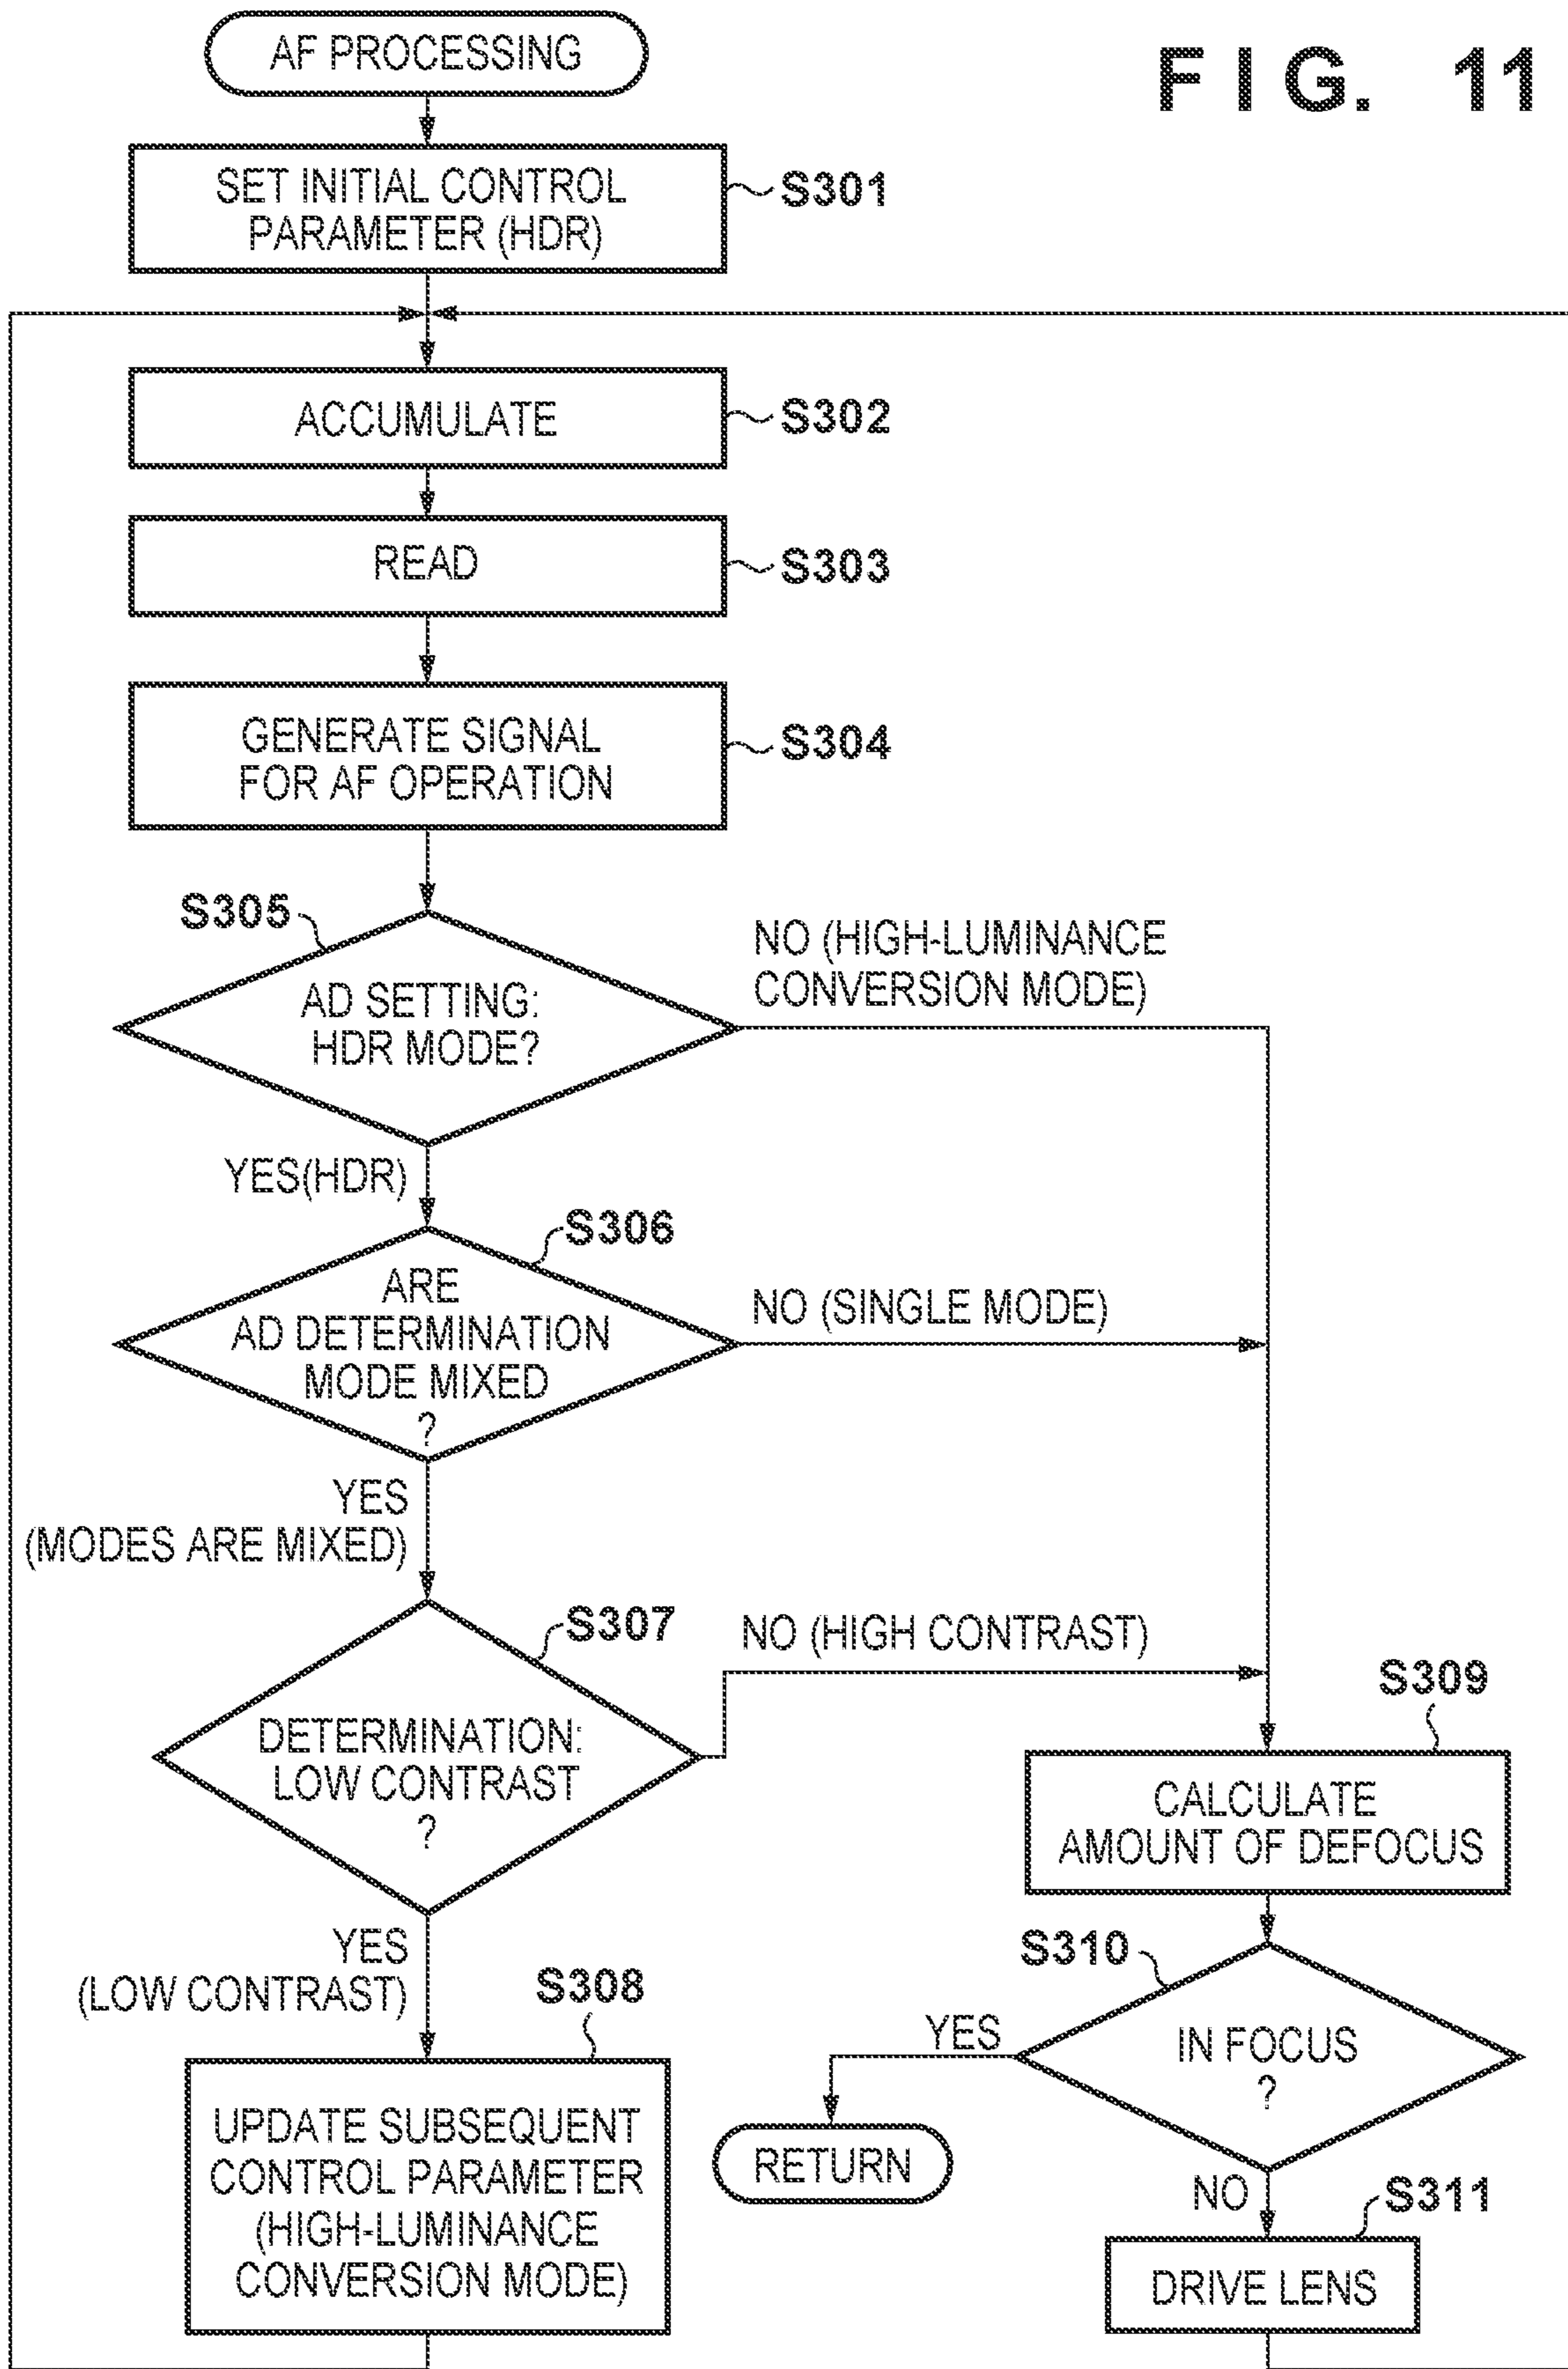 FIG. 11
AF PROCESSING
SET INITIAL CONTROL
PARAMETER (HDR)
S301
ACCUMULATE
S302
READ
S303
GENERATE SIGNAL
FOR AF OPERATION
S304
S305
AD SETTING:
HDR MODE?
NO (HIGH-LUMINANCE
CONVERSION MODE)
YES(HDR)
S306
ARE
AD DETERMINATION
MODE MIXED
?
NO (SINGLE MODE)
YES
(MODES ARE MIXED)
S307
DETERMINATION:
LOW CONTRAST
?
NO (HIGH CONTRAST)
YES
(LOW CONTRAST)
S308
UPDATE SUBSEQUENT
CONTROL PARAMETER
(HIGH-LUMINANCE
CONVERSION MODE)
S309
CALCULATE
AMOUNT OF DEFOCUS
S310
IN FOCUS
?
YES
RETURN
NO
S311
DRIVE LENS